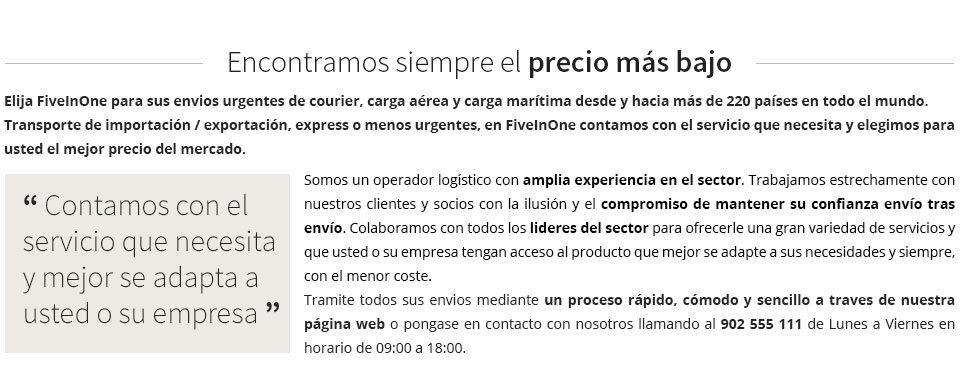 Encontramos siempre el precio más bajo
Elija FiveInOne para sus envios urgentes de courier, carga aérea y carga marítima desde y hacia más de 220 países en todo el mundo.
Transporte de importación / exportación, express o menos urgentes, en FiveInOne contamos con el servicio que necesita y elegimos para
usted el mejor precio del mercado.
“ Contamos con el
servicio que necesita
y mejor se adapta a
usted o su empresa ”
Somos un operador logístico con amplia experiencia en el sector. Trabajamos estrechamente con
nuestros clientes y socios con la ilusión y el compromiso de mantener su confianza envío tras
envío. Colaboramos con todos los lideres del sector para ofrecerle una gran variedad de servicios y
que usted o su empresa tengan acceso al producto que mejor se adapte a sus necesidades y siempre,
con el menor coste.
Tramite todos sus envios mediante un proceso rápido, cómodo y sencillo a traves de nuestra
página web o pongase en contacto con nosotros llamando al 902 555 111 de Lunes a Viernes en
horario de 09:00 a 18:00.